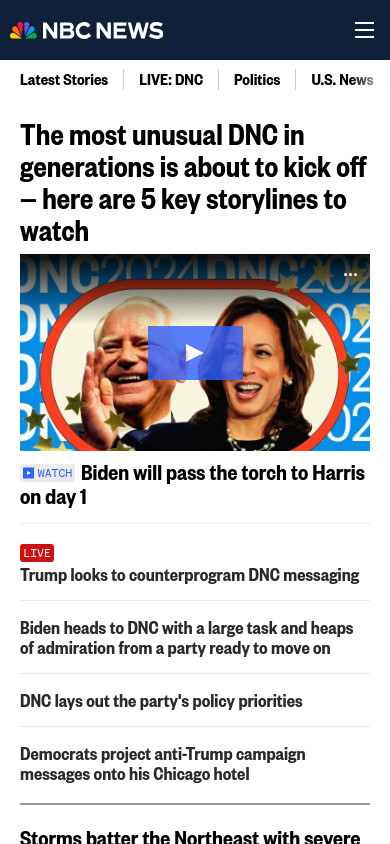 NBC NEWS
Latest Stories
LIVE: DNC
Politics
U.S. News
The most unusual DNC in
generations is about to kick off
– here are 5 key storylines to
watch
DNC2024DNC202
WATCH Biden will pass the torch to Harris
on day 1
LIVE
Trump looks to counterprogram DNC messaging
Biden heads to DNC with a large task and heaps
of admiration from a party ready to move on
DNC lays out the party's policy priorities
Democrats project anti-Trump campaign
messages onto his Chicago hotel
Storms batter the Northeast with severe